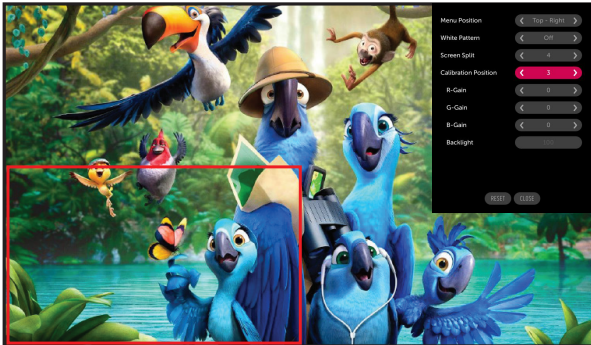 Menu Position ‹ Top - Right ›
White Pattern ‹ Off ›
Screen Split ‹ 4 ›
Calibration Position ‹ 3 ›
R-Gain ‹ 0 ›
G-Gain ‹ 0 ›
B-Gain ‹ 0 ›
Backlight
RESET CLOSE